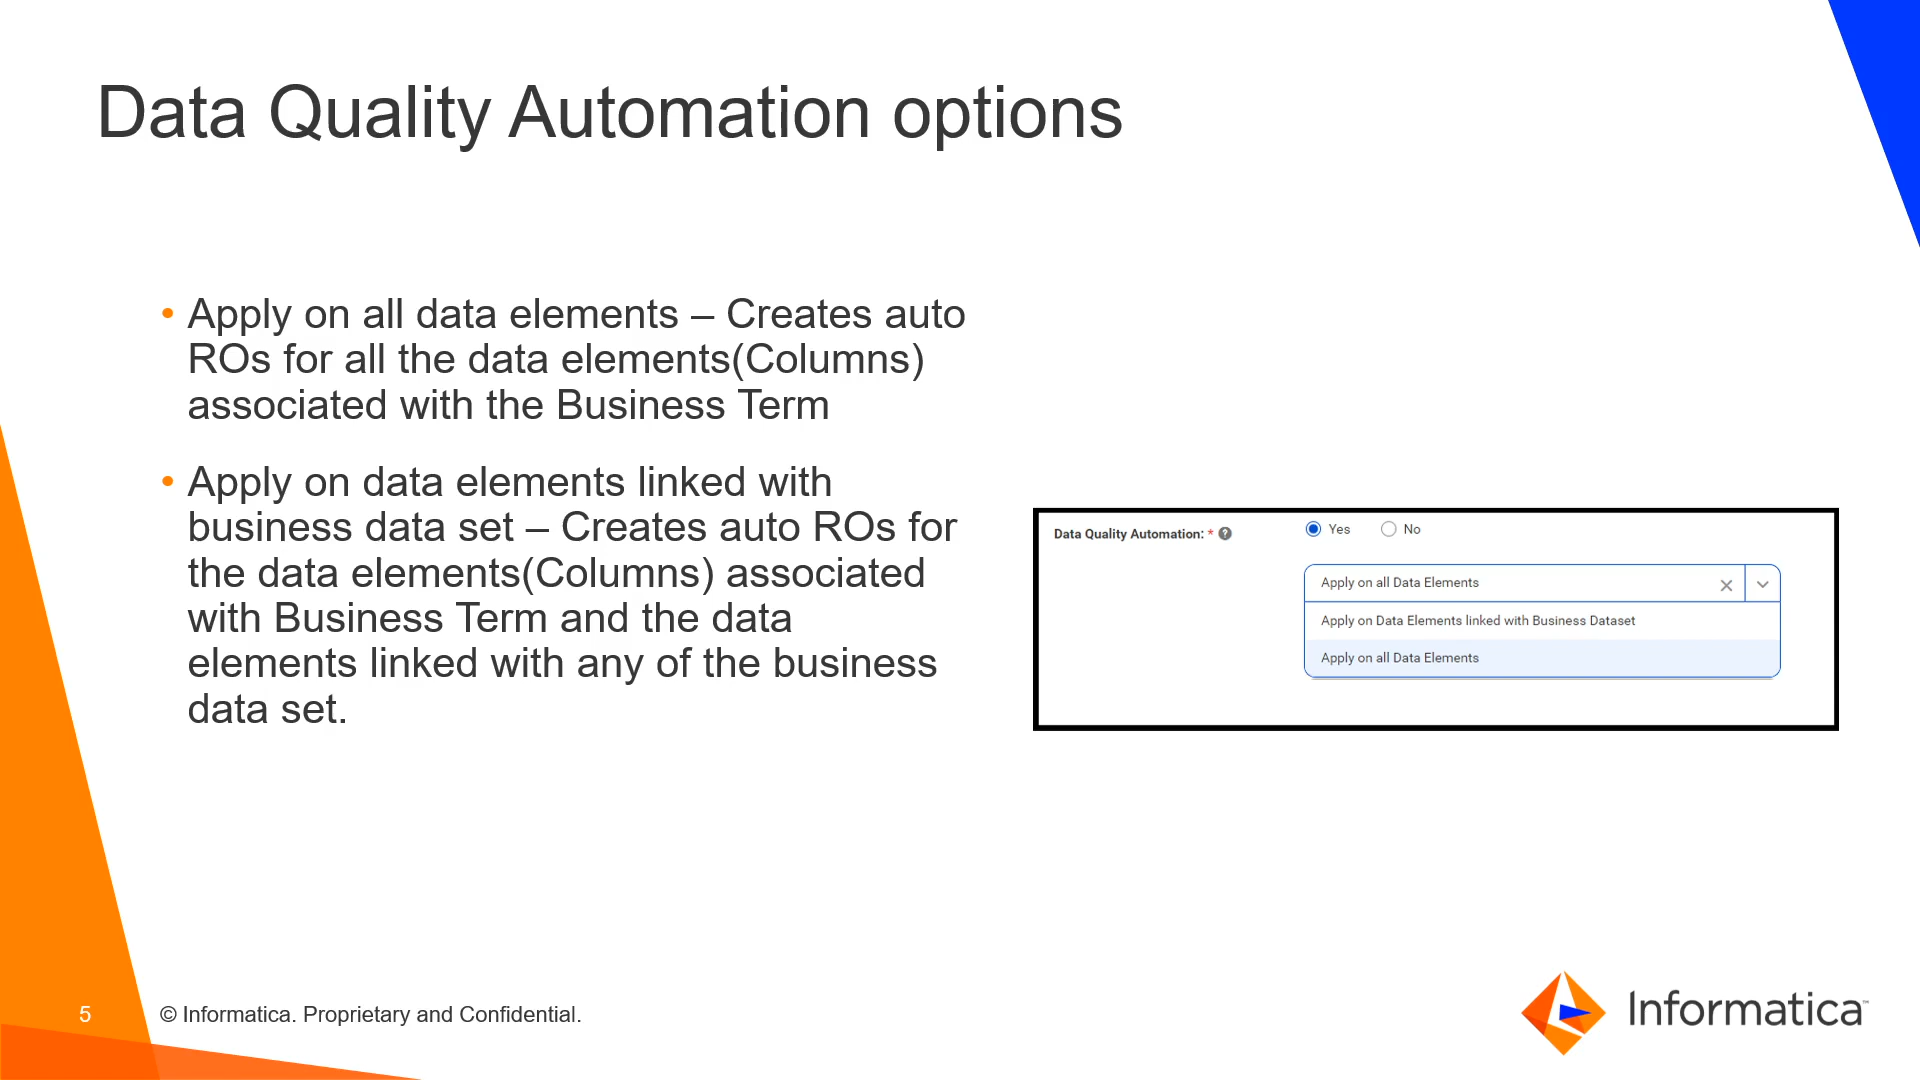 Data Quality Automation options
• Apply on all data elements – Creates auto
ROs for all the data elements(Columns)
associated with the Business Term
• Apply on data elements linked with
business data set – Creates auto ROs for
the data elements(Columns) associated
with Business Term and the data
elements linked with any of the business
data set.
Data Quality Automation: * ? Yes No
Apply on all Data Elements
Apply on Data Elements linked with Business Dataset
Apply on all Data Elements
5 © Informatica. Proprietary and Confidential.
Informatica™